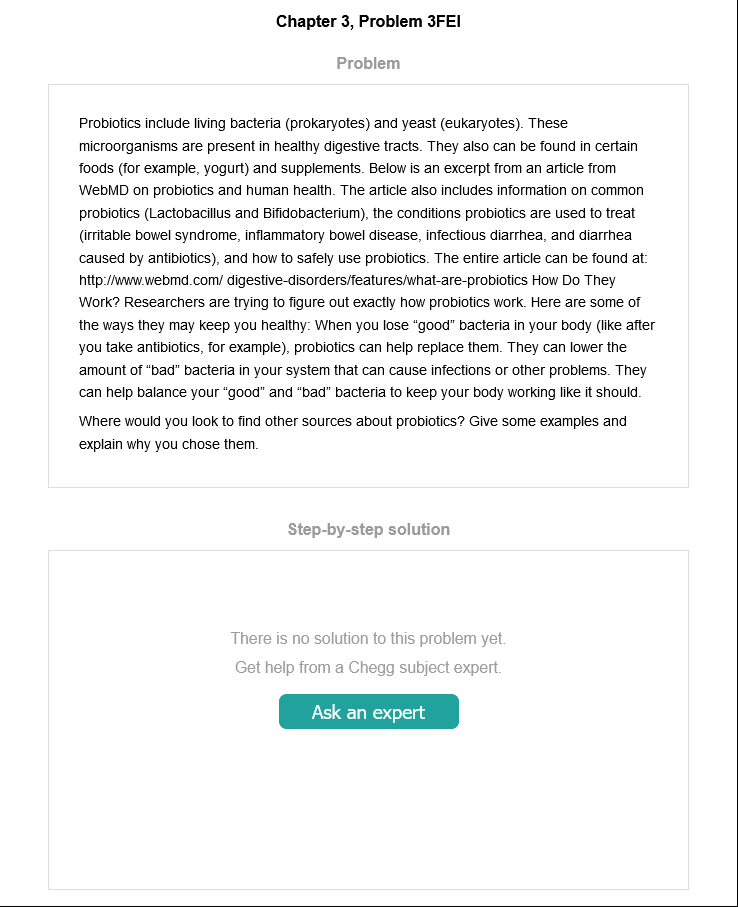 Chapter 3, Problem 3FEI
Problem
Probiotics include living bacteria (prokaryotes) and yeast (eukaryotes). These
microorganisms are present in healthy digestive tracts. They also can be found in certain
foods (for example, yogurt) and supplements. Below is an excerpt from an article from
WebMD on probiotics and human health. The article also includes information on common
probiotics (Lactobacillus and Bifidobacterium), the conditions probiotics are used to treat
(irritable bowel syndrome, inflammatory bowel disease, infectious diarrhea, and diarrhea
caused by antibiotics), and how to safely use probiotics. The entire article can be found at:
http://www.webmd.com/ digestive-disorders/features/what-are-probiotics How Do They
Work? Researchers are trying to figure out exactly how probiotics work. Here are some of
the ways they may keep you healthy: When you lose “good” bacteria in your body (like after
you take antibiotics, for example), probiotics can help replace them. They can lower the
amount of “bad” bacteria in your system that can cause infections or other problems. They
can help balance your “good” and “bad” bacteria to keep your body working like it should.
Where would you look to find other sources about probiotics? Give some examples and
explain why you chose them.
Step-by-step solution
There is no solution to this problem yet.
Get help from a Chegg subject expert.
Ask an expert